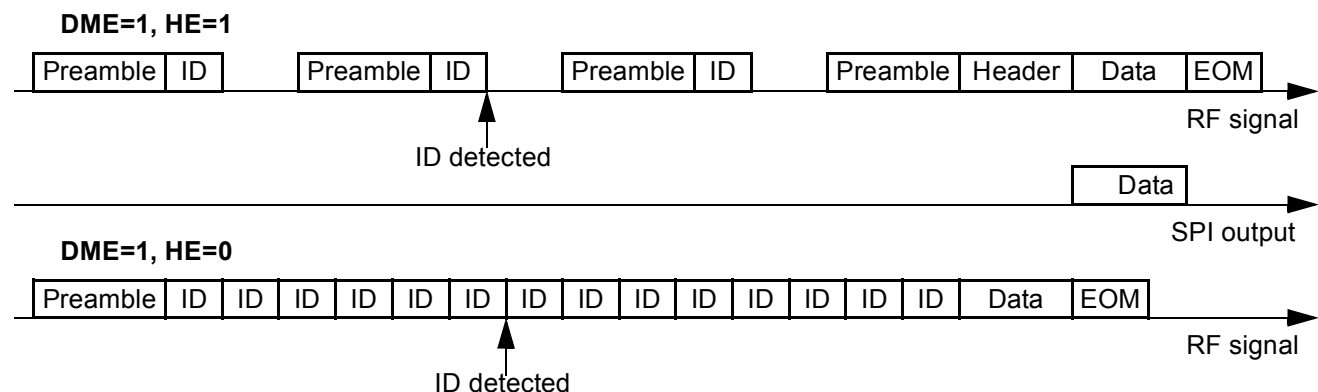 DME=1, HE=1
Preamble ID Preamble ID Preamble ID Preamble Header Data EOM
RF signal
ID detected
Data
SPI output
DME=1, HE=0
Preamble ID ID ID ID ID ID ID ID ID ID ID ID ID ID Data EOM
RF signal
ID detected